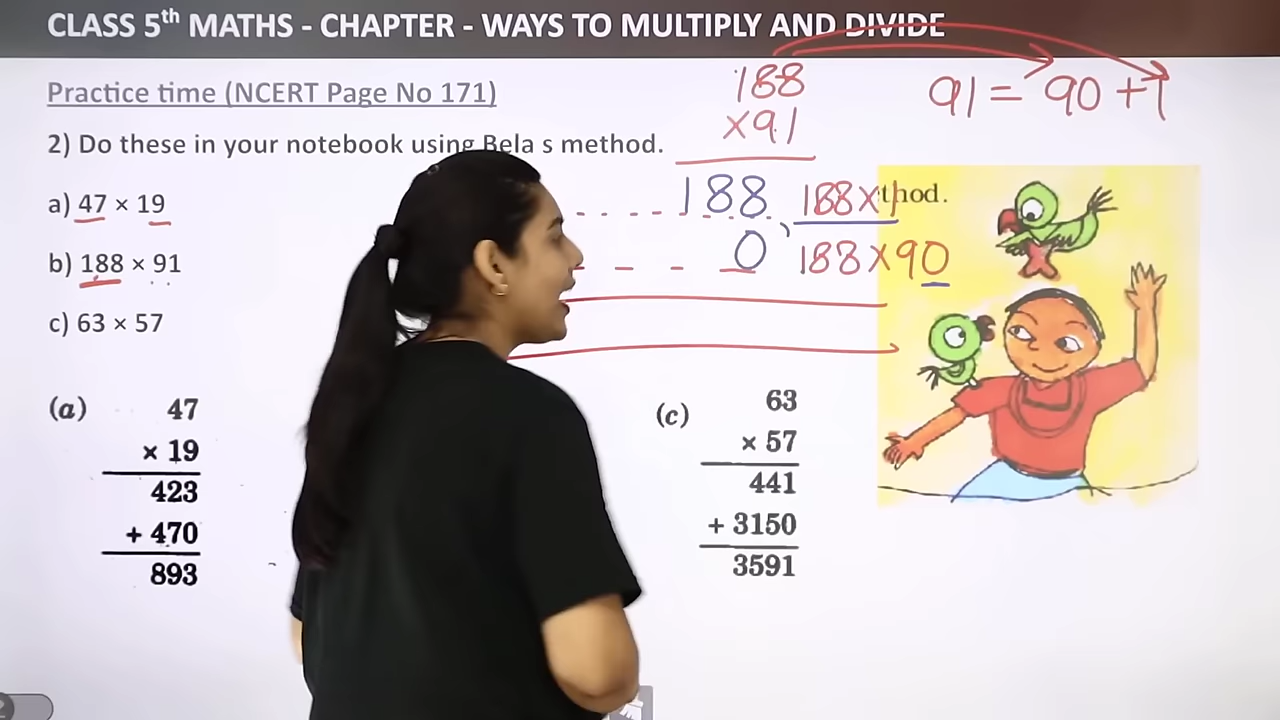 CLASS 5th MATHS - CHAPTER - WAYS TO MULTIPLY AND DIVIDE
Practice time (NCERT Page No 171)
2) Do these in your notebook using Bela s method.
a) 47 × 19
b) 188 × 91
c) 63 × 57
188
×91
188 188×1
0 188×90
91 = 90 + 1
thod.
(a) 47
× 19
423
+ 470
893
(c) 63
× 57
441
+ 3150
3591